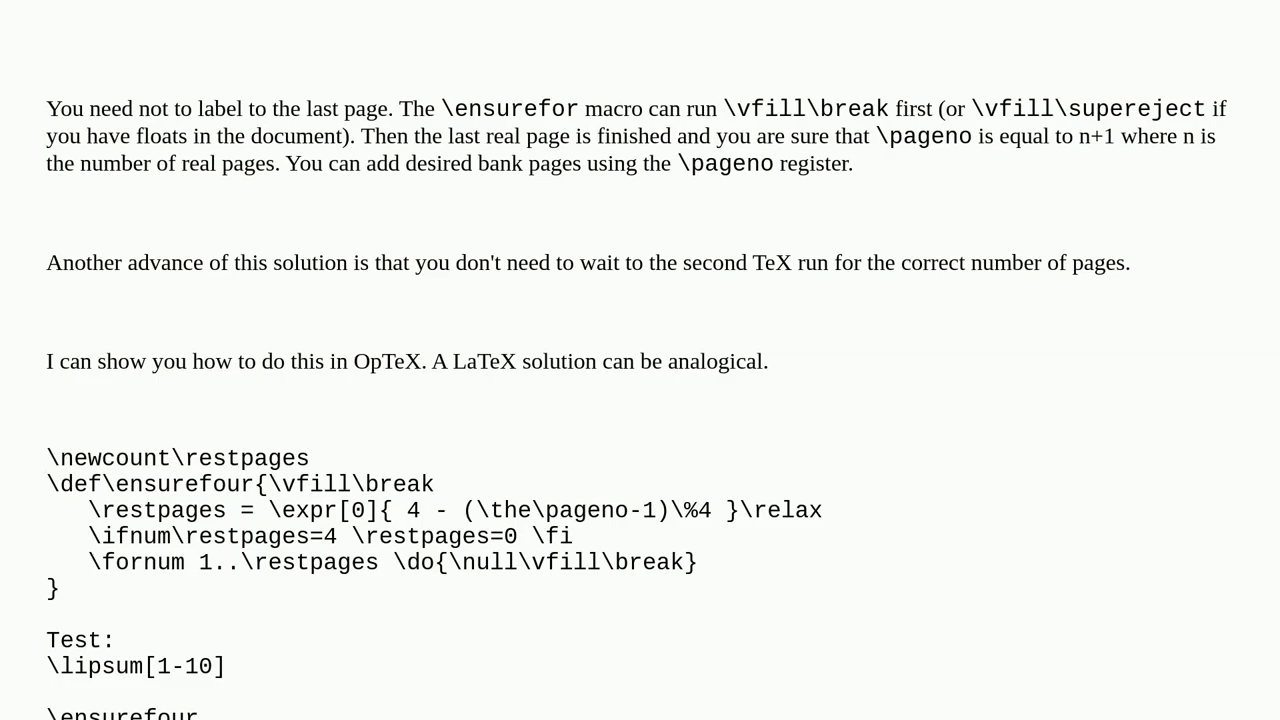 You need not to label to the last page. The \ensurefor macro can run \vfill\break first (or \vfill\supereject if
you have floats in the document). Then the last real page is finished and you are sure that \pageno is equal to n+1 where n is
the number of real pages. You can add desired bank pages using the \pageno register.
Another advance of this solution is that you don't need to wait to the second TeX run for the correct number of pages.
I can show you how to do this in OpTeX. A LaTeX solution can be analogical.
\newcount\restpages
\def\ensurefour{\vfill\break
   \restpages = \expr[0]{ 4 - (\the\pageno-1)\%4 }\relax
   \ifnum\restpages=4 \restpages=0 \fi
   \fornum 1..\restpages \do{\null\vfill\break}
}
Test:
\lipsum[1-10]
\ensurefour